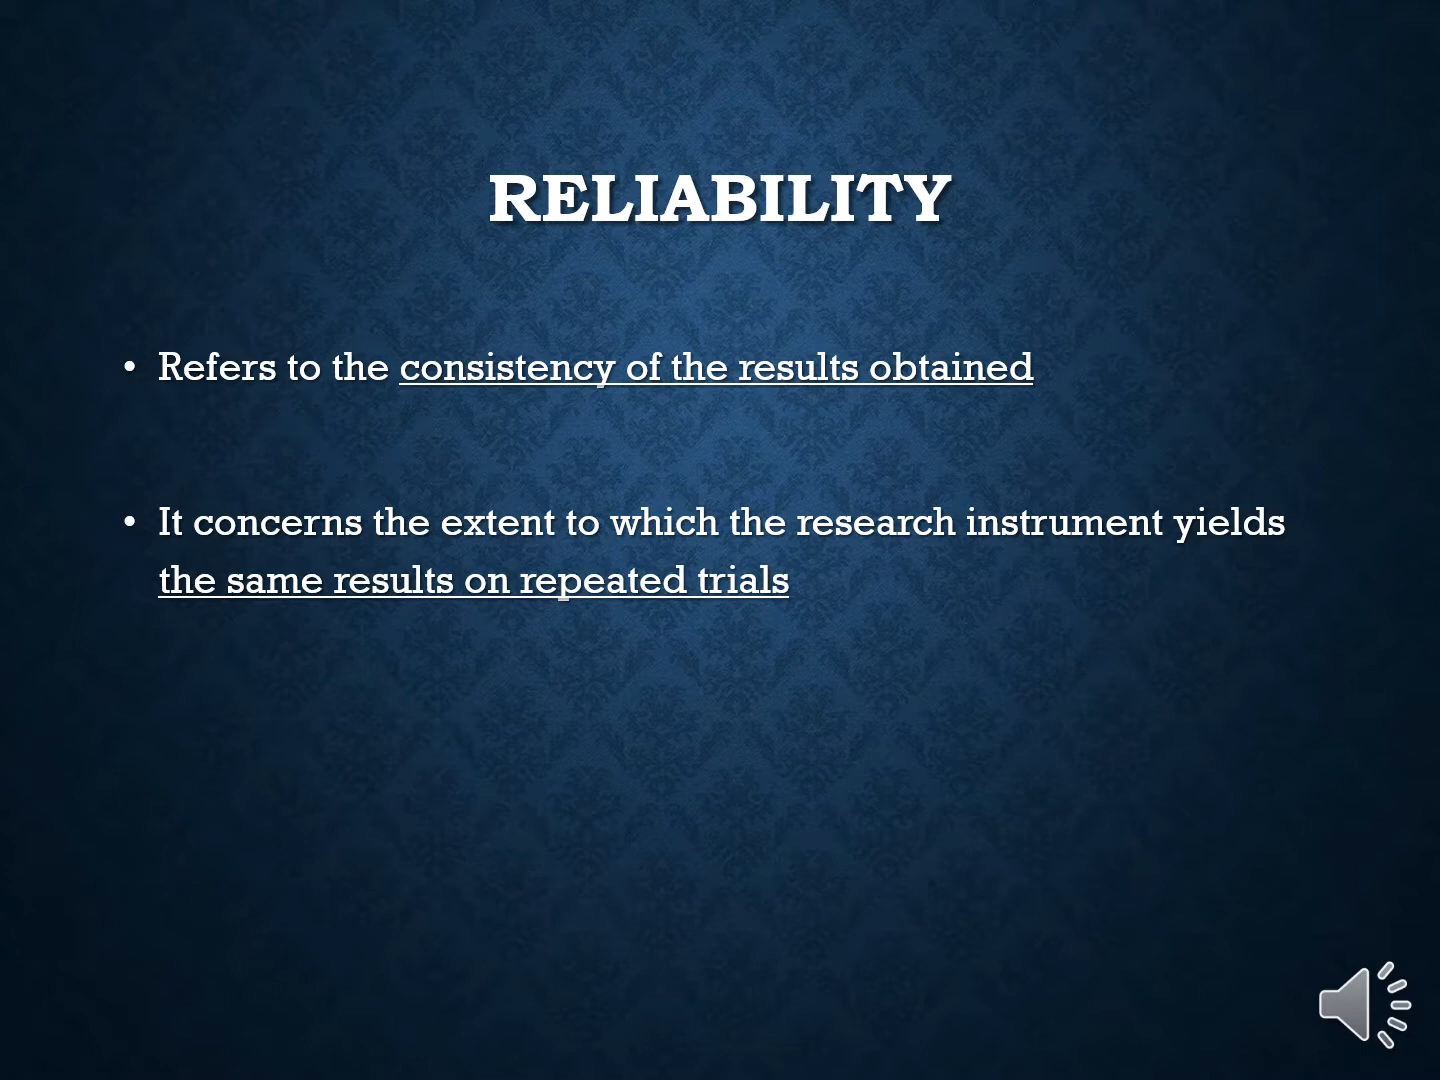 RELIABILITY
• Refers to the consistency of the results obtained
• It concerns the extent to which the research instrument yields
the same results on repeated trials